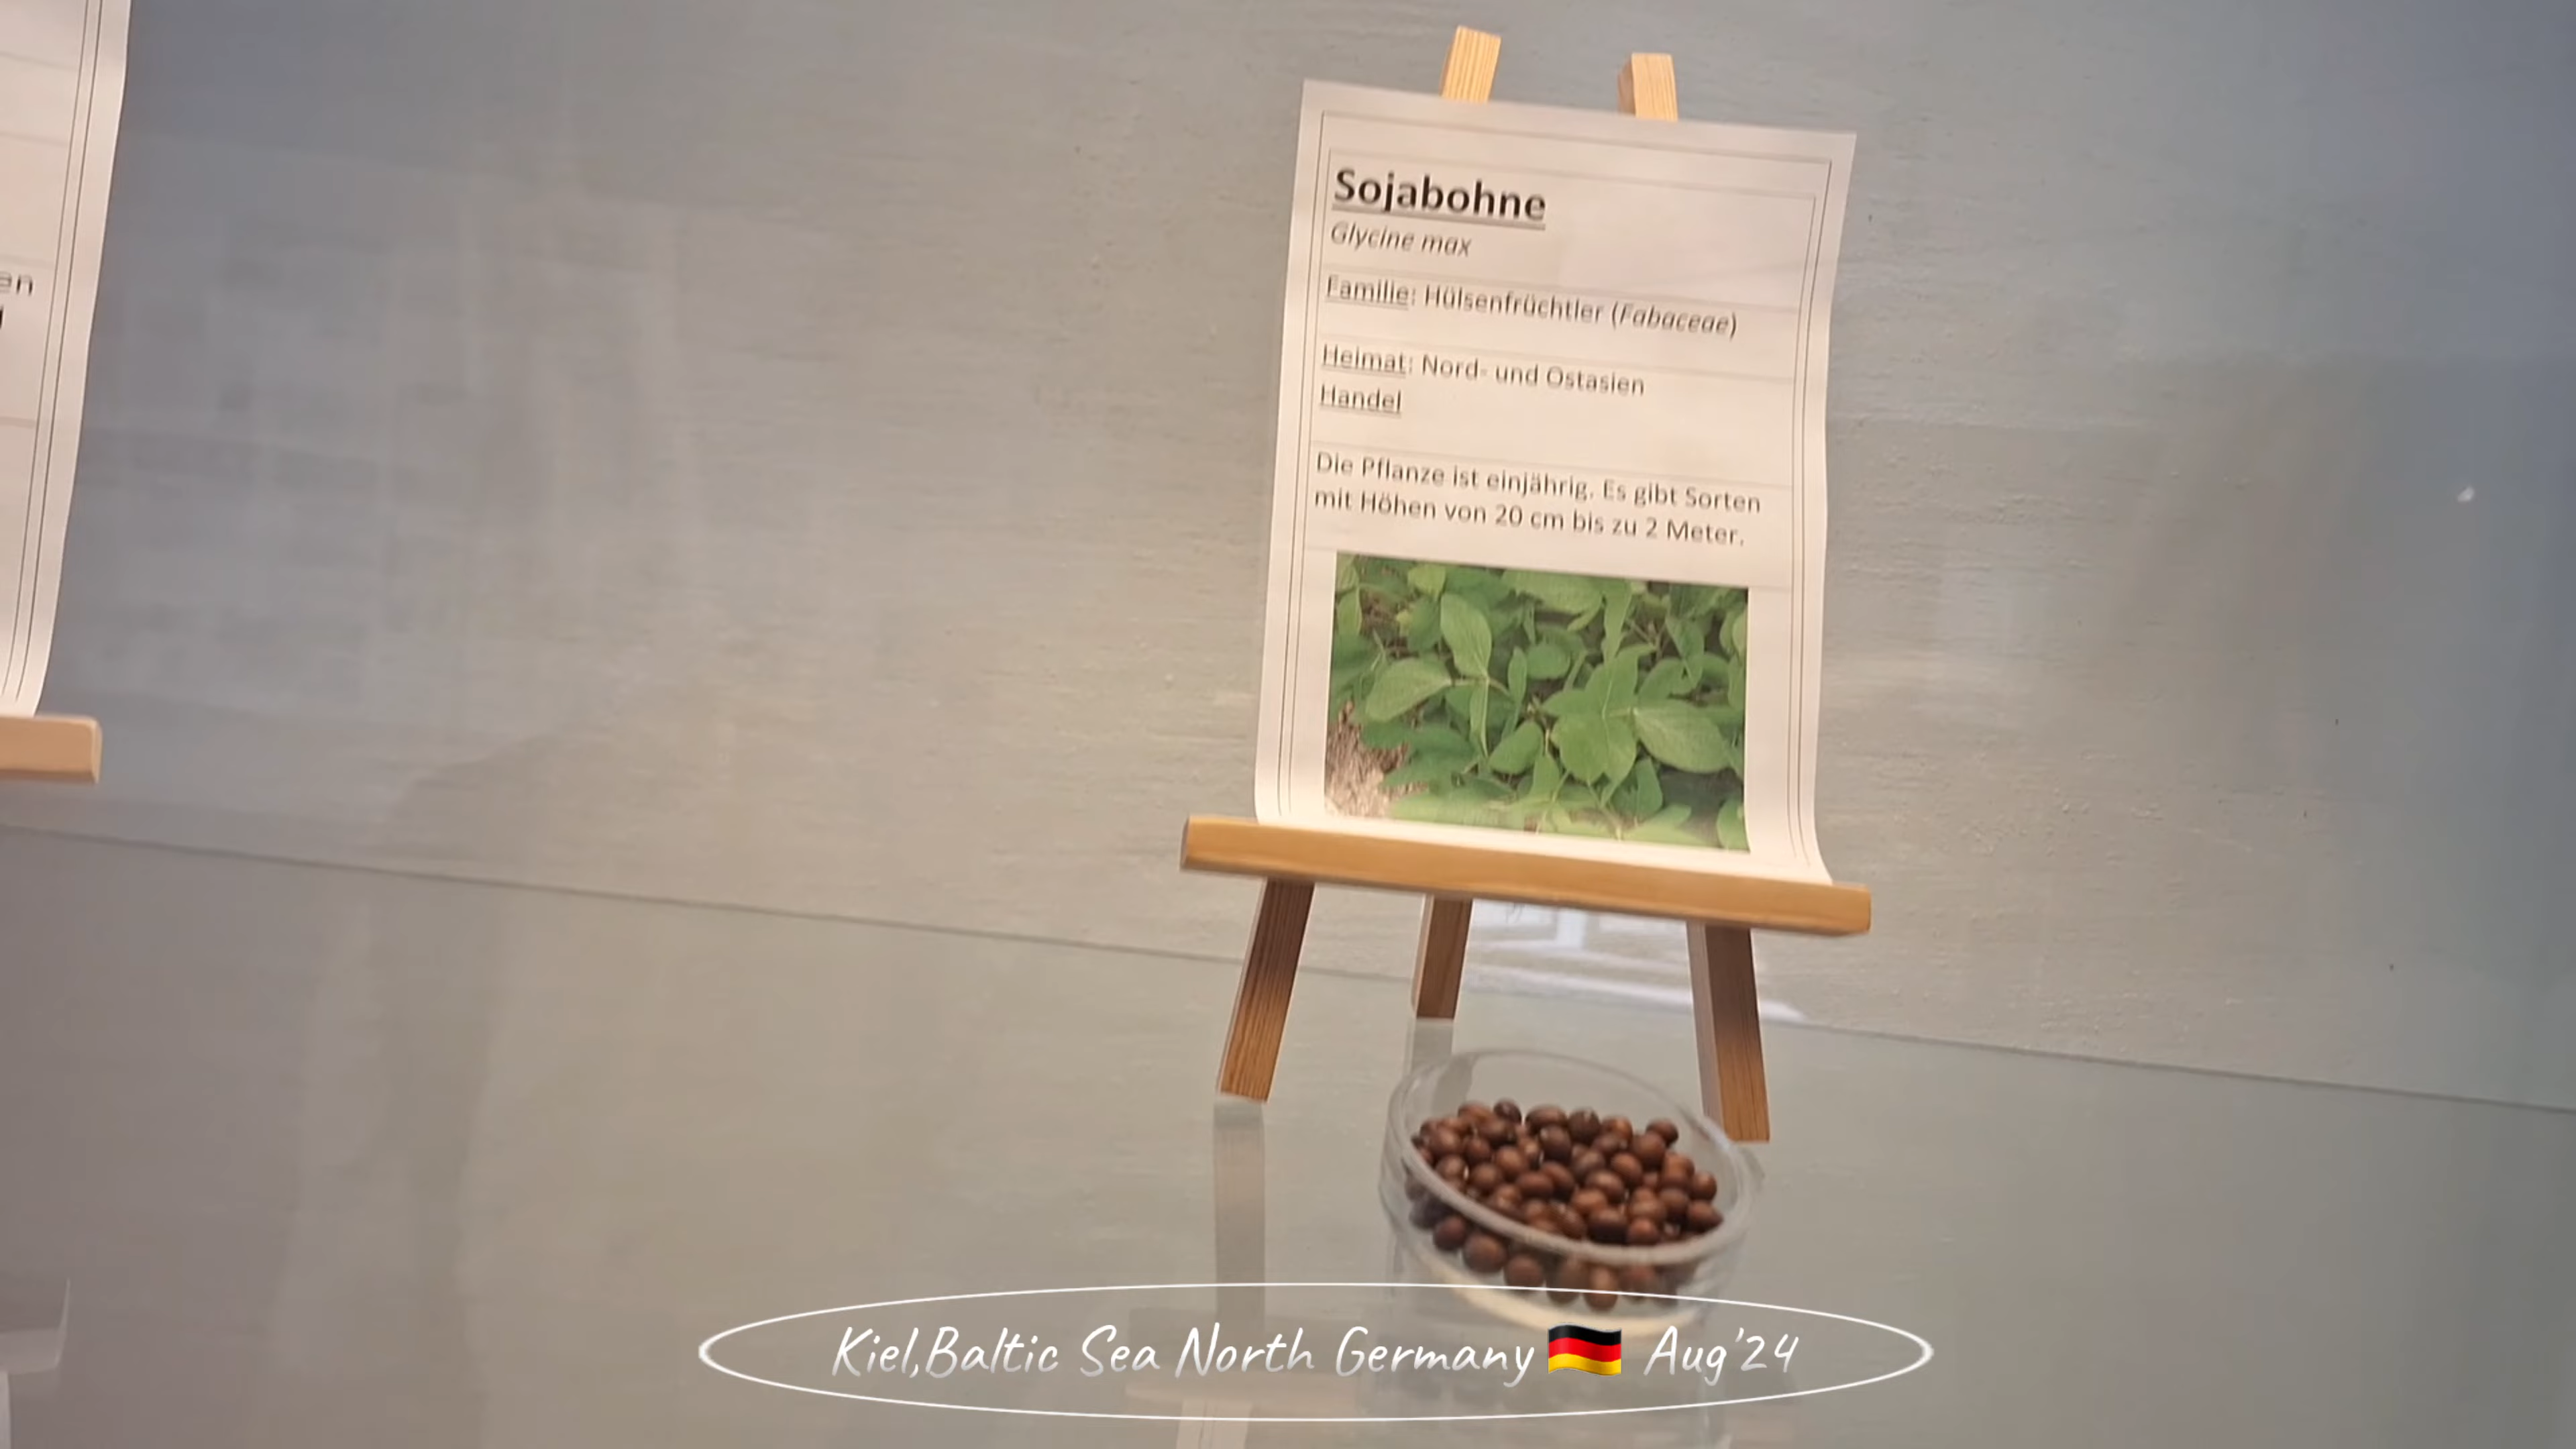 en
Sojabohne
Glycine max
Familie: Hülsenfrüchtler (Fabaceae)
Heimat: Nord- und Ostasien
Handel
Die Pflanze ist einjährig. Es gibt Sorten
mit Höhen von 20 cm bis zu 2 Meter.
Kiel,Baltic Sea North Germany 🇩🇪 Aug'24